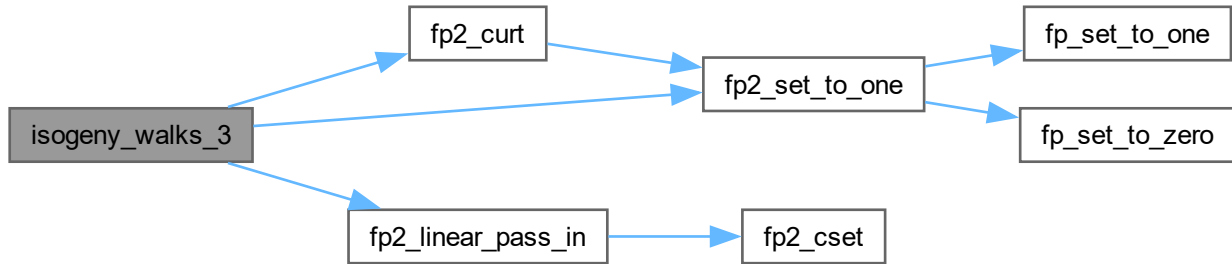 isogeny_walks_3
fp2_curt
fp2_set_to_one
fp_set_to_one
fp_set_to_zero
fp2_linear_pass_in
fp2_cset